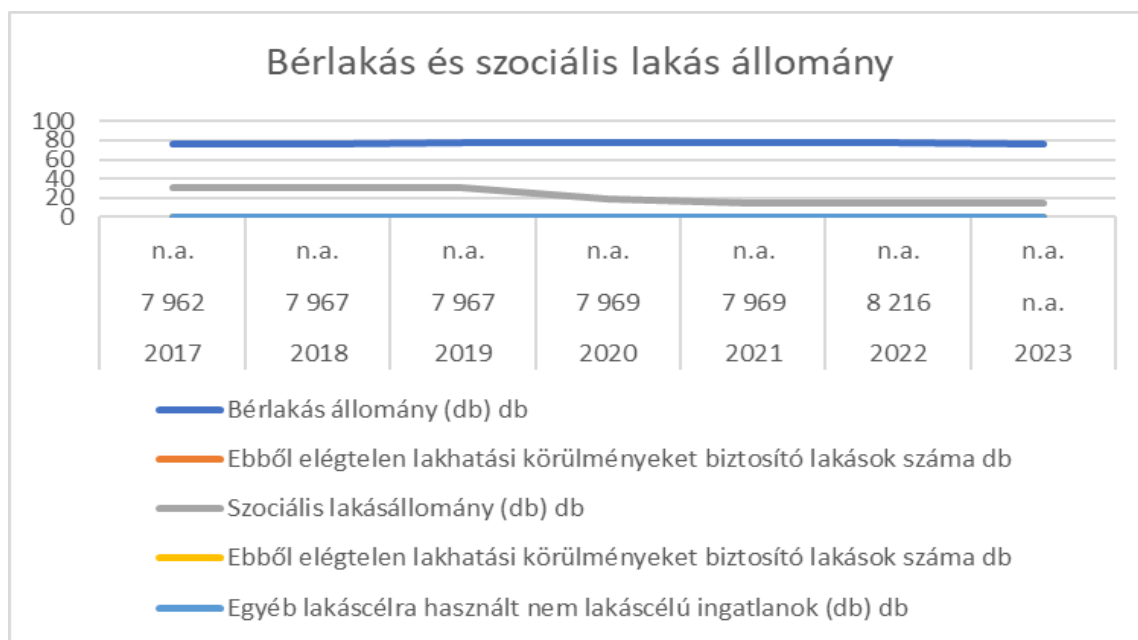 Bérlakás és szociális lakás állomány
100
80
60
40
20
0
n.a. n.a. n.a. n.a. n.a. n.a. n.a.
7 962 7 967 7 967 7 969 7 969 8 216 n.a.
2017 2018 2019 2020 2021 2022 2023
Bérlakás állomány (db) db
Ebből elégtelen lakhatási körülményeket biztosító lakások száma db
Szociális lakásállomány (db) db
Ebből elégtelen lakhatási körülményeket biztosító lakások száma db
Egyéb lakáscélra használt nem lakáscélú ingatlanok (db) db